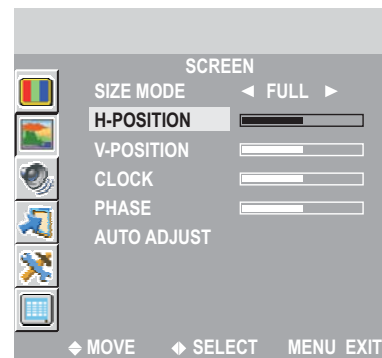 SCREEN
SIZE MODE ◄ FULL ►
H-POSITION
V-POSITION
CLOCK
PHASE
AUTO ADJUST
MOVE SELECT MENU EXIT